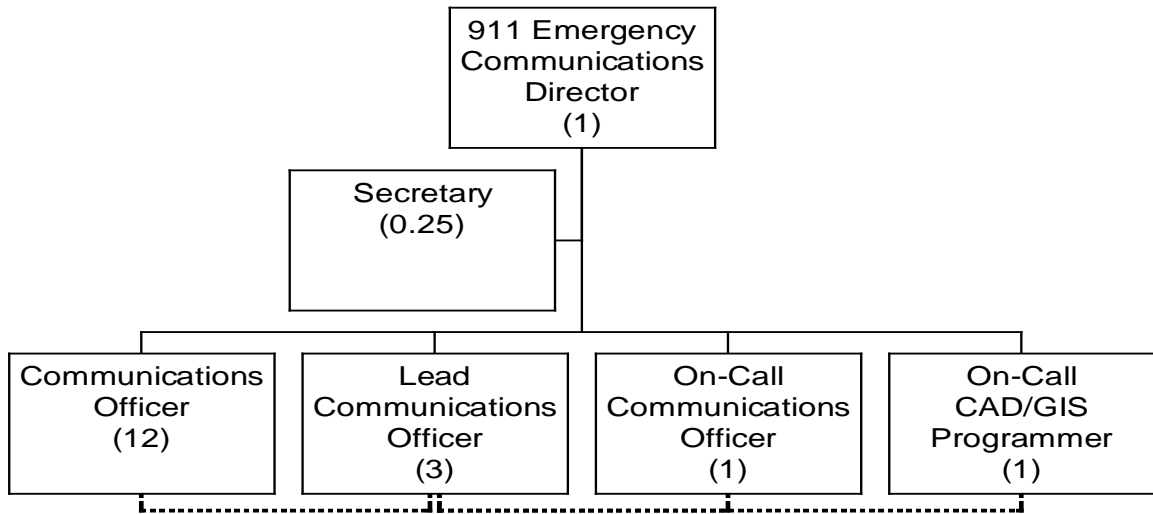 911 Emergency
Communications
Director
(1)
Secretary
(0.25)
Communications
Officer
(12)
Lead
Communications
Officer
(3)
On-Call
Communications
Officer
(1)
On-Call
CAD/GIS
Programmer
(1)